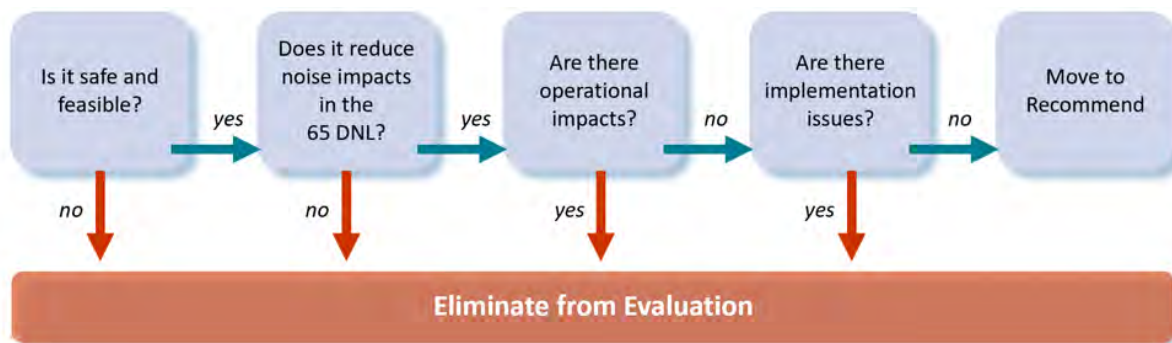 Is it safe and
feasible?
yes
no
Does it reduce
noise impacts
in the
65 DNL?
yes
no
Are there
operational
impacts?
no
yes
Are there
implementation
issues?
no
yes
Move to
Recommend
Eliminate from Evaluation